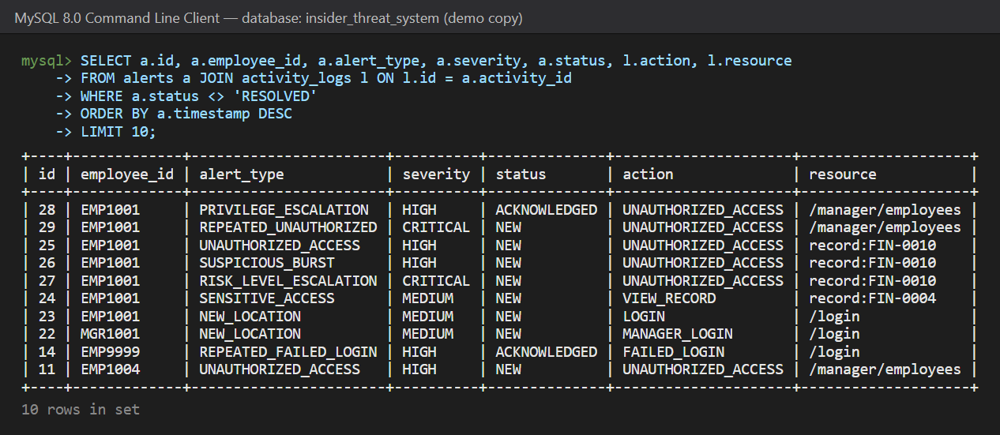 MySQL 8.0 Command Line Client — database: insider_threat_system (demo copy)
mysql> SELECT a.id, a.employee_id, a.alert_type, a.severity, a.status, l.action, l.resource
    -> FROM alerts a JOIN activity_logs l ON l.id = a.activity_id
    -> WHERE a.status <> 'RESOLVED'
    -> ORDER BY a.timestamp DESC
    -> LIMIT 10;
+----+-------------+-----------------------+----------+--------------+---------------------+--------------------+
| id | employee_id | alert_type            | severity | status       | action              | resource           |
+----+-------------+-----------------------+----------+--------------+---------------------+--------------------+
| 28 | EMP1001     | PRIVILEGE_ESCALATION  | HIGH     | ACKNOWLEDGED | UNAUTHORIZED_ACCESS | /manager/employees |
| 29 | EMP1001     | REPEATED_UNAUTHORIZED | CRITICAL | NEW          | UNAUTHORIZED_ACCESS | /manager/employees |
| 25 | EMP1001     | UNAUTHORIZED_ACCESS   | HIGH     | NEW          | UNAUTHORIZED_ACCESS | record:FIN-0010    |
| 26 | EMP1001     | SUSPICIOUS_BURST      | HIGH     | NEW          | UNAUTHORIZED_ACCESS | record:FIN-0010    |
| 27 | EMP1001     | RISK_LEVEL_ESCALATION | CRITICAL | NEW          | UNAUTHORIZED_ACCESS | record:FIN-0010    |
| 24 | EMP1001     | SENSITIVE_ACCESS      | MEDIUM   | NEW          | VIEW_RECORD         | record:FIN-0004    |
| 23 | EMP1001     | NEW_LOCATION          | MEDIUM   | NEW          | LOGIN               | /login             |
| 22 | MGR1001     | NEW_LOCATION          | MEDIUM   | NEW          | MANAGER_LOGIN       | /login             |
| 14 | EMP9999     | REPEATED_FAILED_LOGIN | HIGH     | ACKNOWLEDGED | FAILED_LOGIN        | /login             |
| 11 | EMP1004     | UNAUTHORIZED_ACCESS   | HIGH     | NEW          | UNAUTHORIZED_ACCESS | /manager/employees |
+----+-------------+-----------------------+----------+--------------+---------------------+--------------------+
10 rows in set